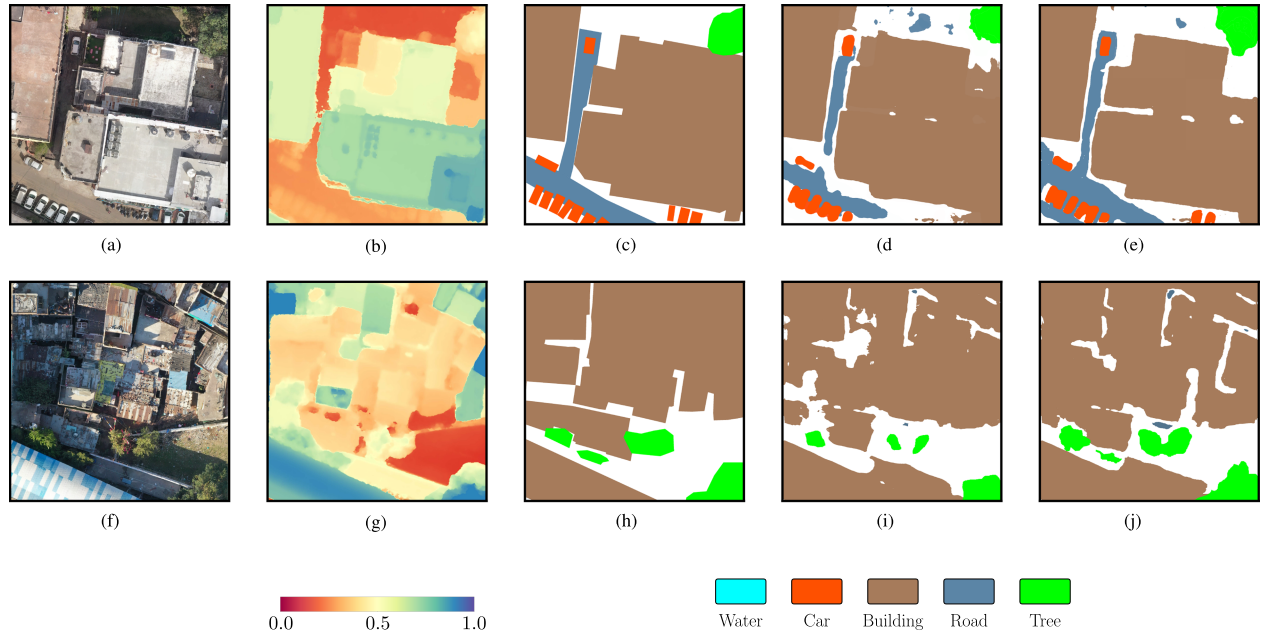 (a) (b) (c) (d) (e)
(f) (g) (h) (i) (j)
0.0 0.5 1.0
Water Car Building Road Tree